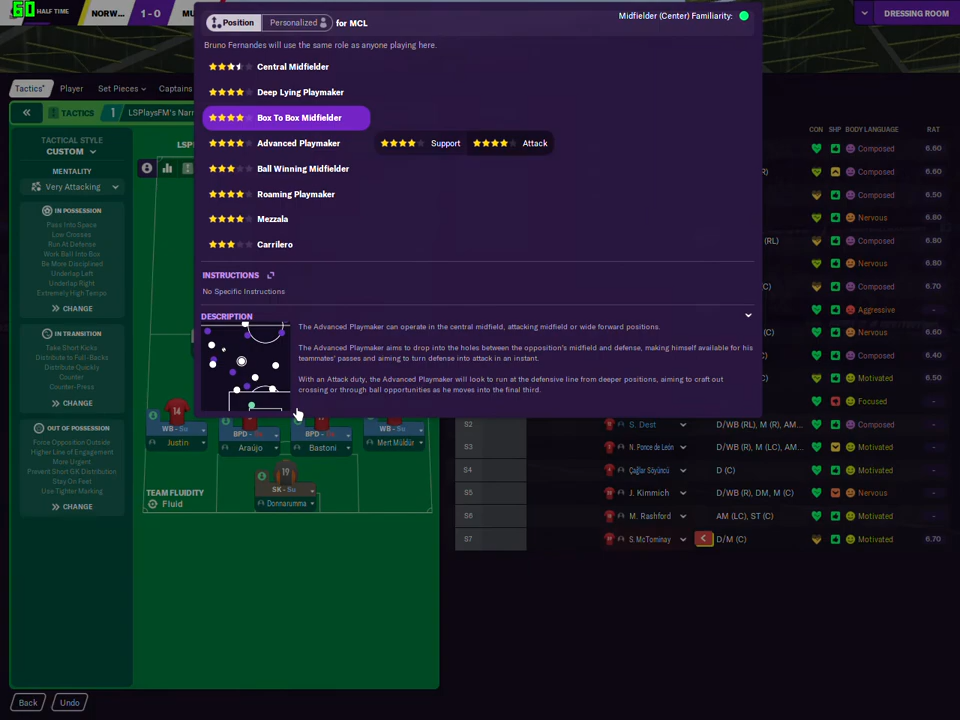 60
HALF TIME
NORW...
1 - 0
MU
DRESSING ROOM
Position
Personalized
for MCL
Midfielder (Center) Familiarity:
Bruno Fernandes will use the same role as anyone playing here.
Central Midfielder
Deep Lying Playmaker
Box To Box Midfielder
Advanced Playmaker
Support
Attack
Ball Winning Midfielder
Roaming Playmaker
Mezzala
Carrilero
INSTRUCTIONS
No Specific Instructions
DESCRIPTION
The Advanced Playmaker can operate in the central midfield, attacking midfield or wide forward positions.
The Advanced Playmaker aims to drop into the holes between the opposition's midfield and defense, making himself available for his
teammates' passes and aiming to turn defense into attack in an instant.
With an Attack duty, the Advanced Playmaker will look to run at the defensive line from deeper positions, aiming to craft out
crossing or through ball opportunities as he moves into the final third.
Tactics*
Player
Set Pieces
Captains
TACTICS
1
LSPlaysFM's Narr
TACTICAL STYLE
CUSTOM
MENTALITY
Very Attacking
IN POSSESSION
Pass Into Space
Low Crosses
Run At Defense
Work Ball Into Box
Be More Disciplined
Underlap Left
Underlap Right
Extremely High Tempo
> CHANGE
IN TRANSITION
Take Short Kicks
Distribute to Full-Backs
Distribute Quickly
Counter
Counter-Press
> CHANGE
OUT OF POSSESSION
Force Opposition Outside
Higher Line of Engagement
More Urgent
Prevent Short GK Distribution
Stay On Feet
Use Tighter Marking
> CHANGE
LSP
14
WB - Su
Justin
BPD
Araújo
BPD
Bastoni
WB - Su
Mert Müldür
19
SK - Su
Donnarumma
TEAM FLUIDITY
Fluid
Back
Undo
CON
SHP
BODY LANGUAGE
RAT
Composed
6.60
Composed
6.60
Composed
6.50
Nervous
6.80
(RL)
Composed
6.80
Nervous
6.80
Composed
6.70
Aggressive
-
Nervous
6.60
Composed
6.40
Motivated
6.50
Focused
-
S2
S. Dest
D/WB (RL), M (R), AM...
Composed
-
S3
N. Ponce de León
D/WB (R), M (LC), AM...
Motivated
-
S4
Çağlar Söyüncü
D (C)
Motivated
-
S5
J. Kimmich
D/WB (R), DM, M (C)
Nervous
-
S6
M. Rashford
AM (LC), ST (C)
Motivated
-
S7
S. McTominay
D/M (C)
Motivated
6.70